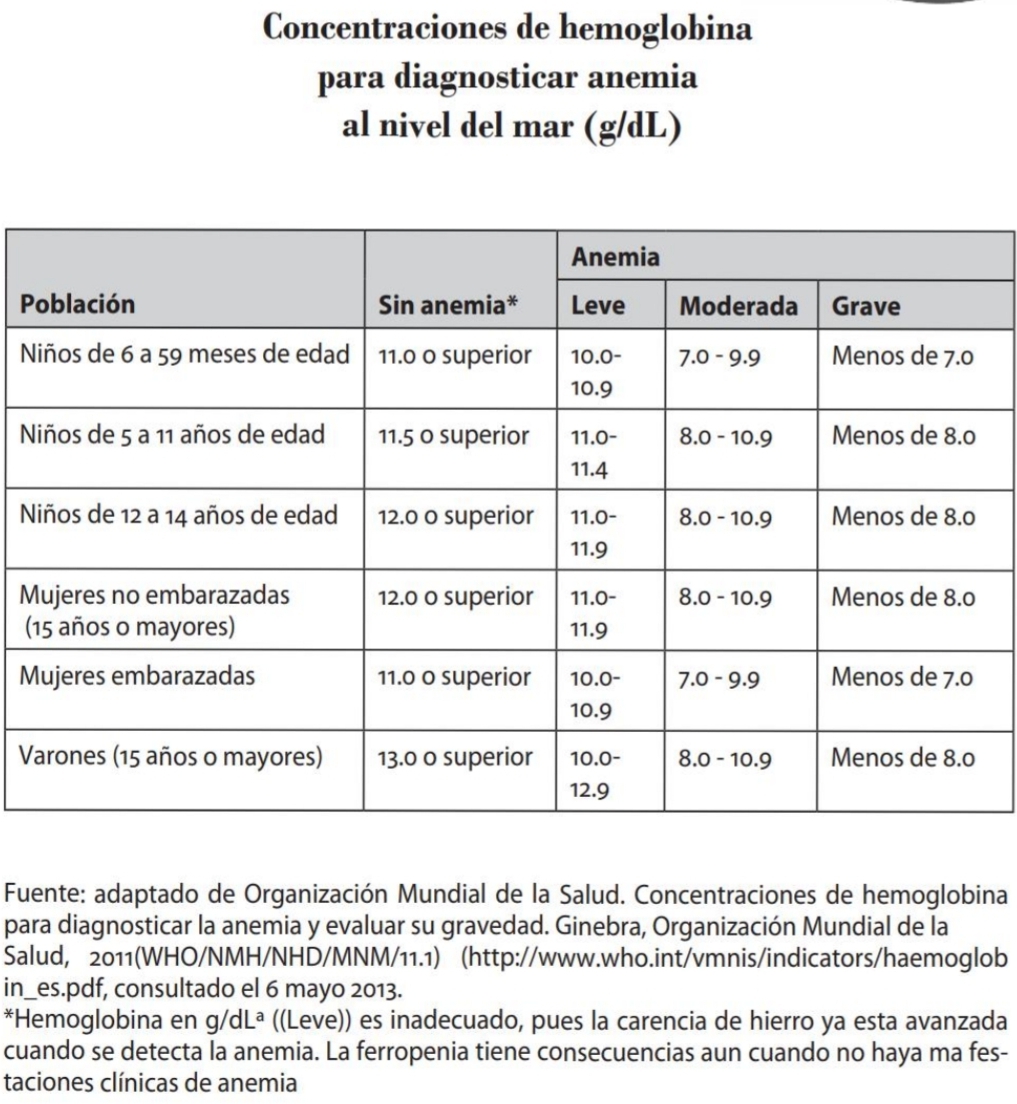 Concentraciones de hemoglobina
para diagnosticar anemia
al nivel del mar (g/dL)
Anemia
Población Sin anemia* Leve Moderada Grave
Niños de 6 a 59 meses de edad 11.0 o superior 10.0- 7.0 - 9.9 Menos de 7.0
10.9
Niños de 5 a 11 años de edad 11.5 o superior 11.0- 8.0 - 10.9 Menos de 8.0
11.4
Niños de 12 a 14 años de edad 12.0 o superior 11.0- 8.0 - 10.9 Menos de 8.0
11.9
Mujeres no embarazadas 12.0 o superior 11.0- 8.0 - 10.9 Menos de 8.0
(15 años o mayores) 11.9
Mujeres embarazadas 11.0 o superior 10.0- 7.0 - 9.9 Menos de 7.0
10.9
Varones (15 años o mayores) 13.0 o superior 10.0- 8.0 - 10.9 Menos de 8.0
12.9
Fuente: adaptado de Organización Mundial de la Salud. Concentraciones de hemoglobina
para diagnosticar la anemia y evaluar su gravedad. Ginebra, Organización Mundial de la
Salud, 2011(WHO/NMH/NHD/MNM/11.1) (http://www.who.int/vmnis/indicators/haemoglob
in_es.pdf, consultado el 6 mayo 2013.
*Hemoglobina en g/dLª ((Leve)) es inadecuado, pues la carencia de hierro ya esta avanzada
cuando se detecta la anemia. La ferropenia tiene consecuencias aun cuando no haya ma fes-
taciones clínicas de anemia